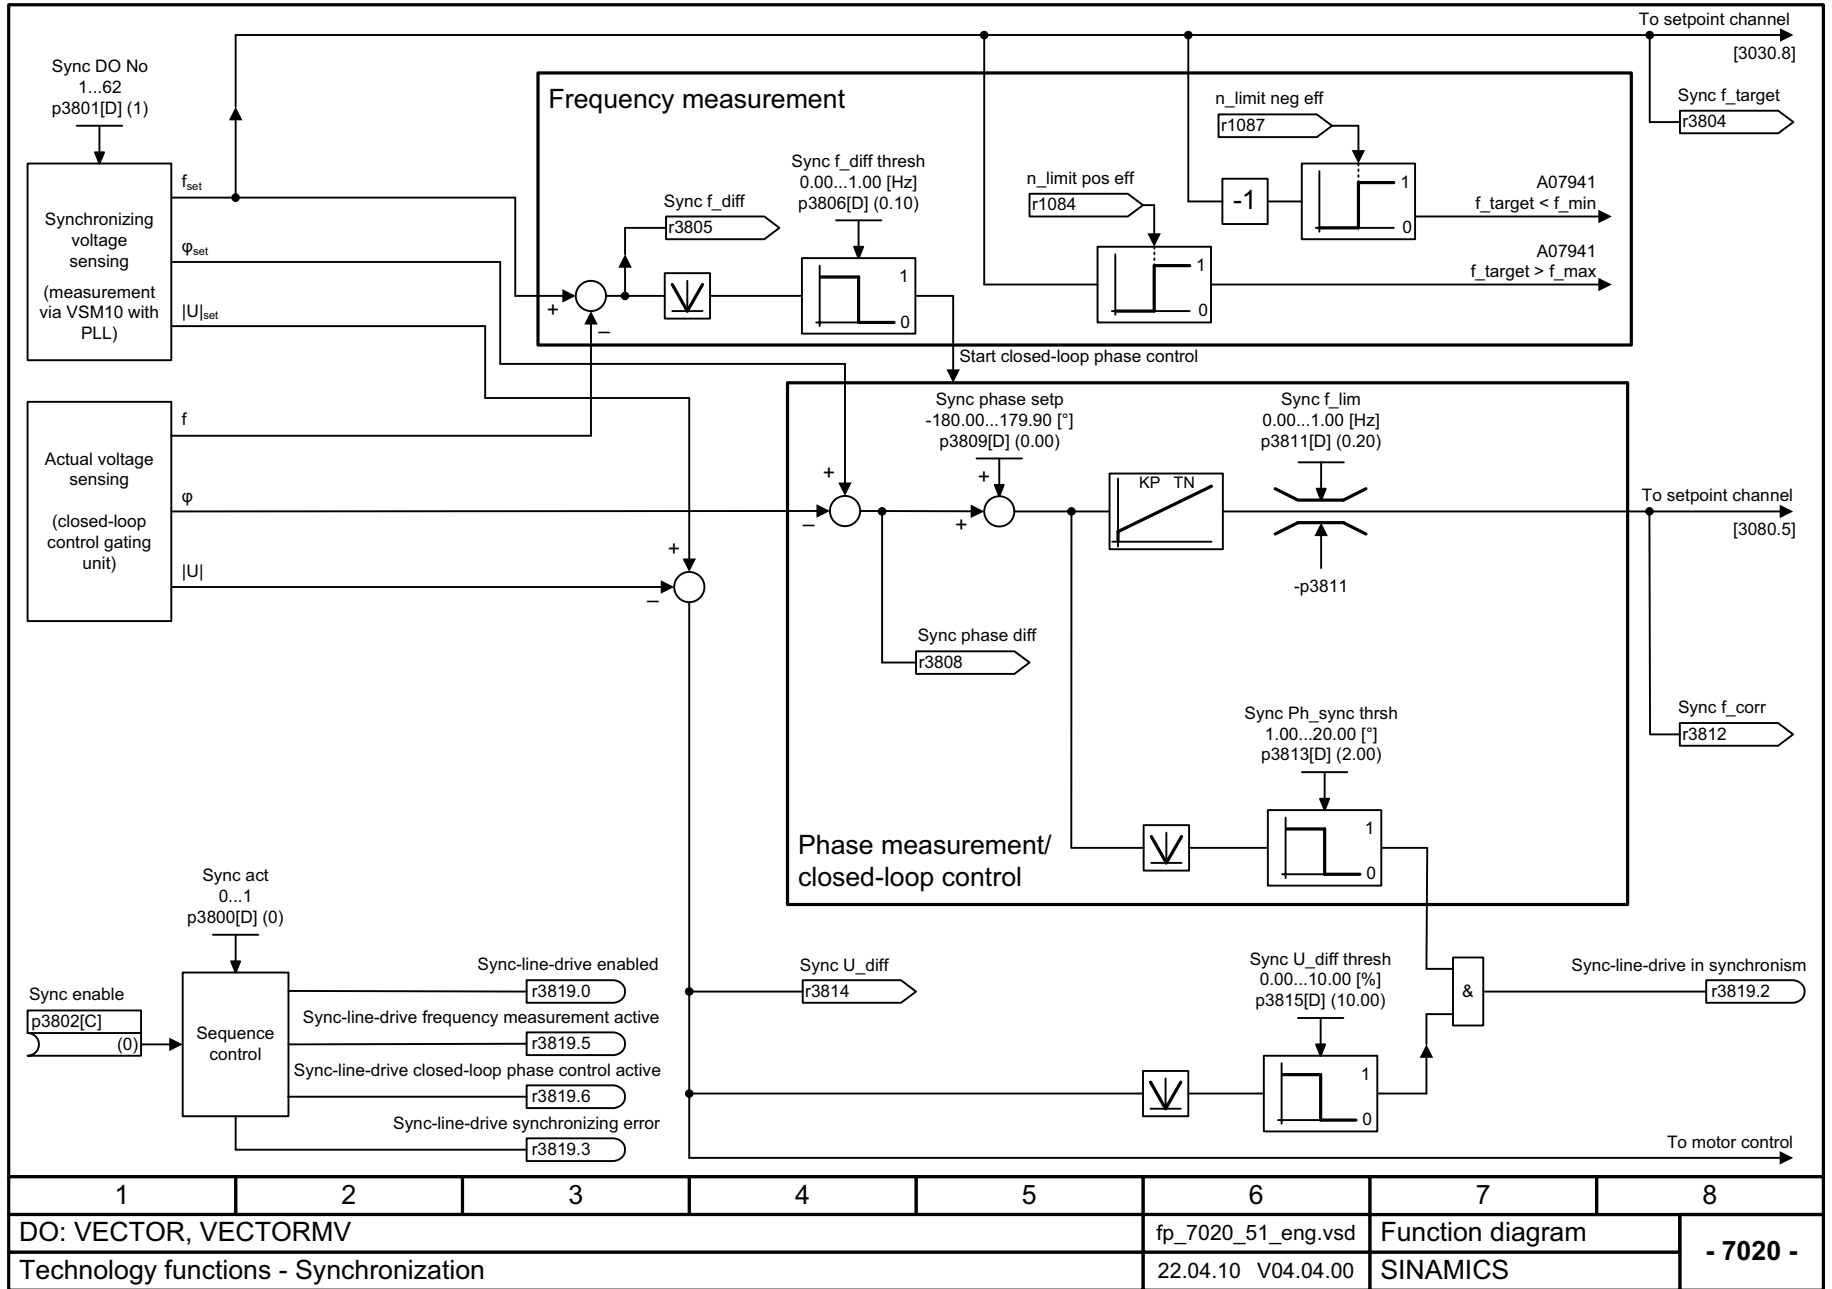 To setpoint channel
[3030.8]
Sync DO No
1...62
p3801[D] (1)
Frequency measurement
n_limit neg eff
r1087
Sync f_target
r3804
Synchronizing
voltage
sensing
(measurement
via VSM10 with
PLL)
fset
φset
|U|set
Sync f_diff
r3805
Sync f_diff thresh
0.00...1.00 [Hz]
p3806[D] (0.10)
1
0
n_limit pos eff
r1084
-1
1
0
A07941
f_target < f_min
1
0
A07941
f_target > f_max
+
–
Start closed-loop phase control
Actual voltage
sensing
(closed-loop
control gating
unit)
f
φ
|U|
Sync phase setp
-180.00...179.90 [°]
p3809[D] (0.00)
Sync f_lim
0.00...1.00 [Hz]
p3811[D] (0.20)
+
–
+
+
KP TN
-p3811
To setpoint channel
[3080.5]
+
–
Sync phase diff
r3808
Sync f_corr
r3812
Sync Ph_sync thrsh
1.00...20.00 [°]
p3813[D] (2.00)
1
0
Phase measurement/
closed-loop control
Sync act
0...1
p3800[D] (0)
Sync enable
p3802[C]
(0)
Sequence
control
Sync-line-drive enabled
r3819.0
Sync-line-drive frequency measurement active
r3819.5
Sync-line-drive closed-loop phase control active
r3819.6
Sync-line-drive synchronizing error
r3819.3
Sync U_diff
r3814
Sync U_diff thresh
0.00...10.00 [%]
p3815[D] (10.00)
1
0
&
Sync-line-drive in synchronism
r3819.2
To motor control
1 2 3 4 5 6 7 8
DO: VECTOR, VECTORMV
fp_7020_51_eng.vsd
Function diagram
- 7020 -
Technology functions - Synchronization
22.04.10 V04.04.00
SINAMICS